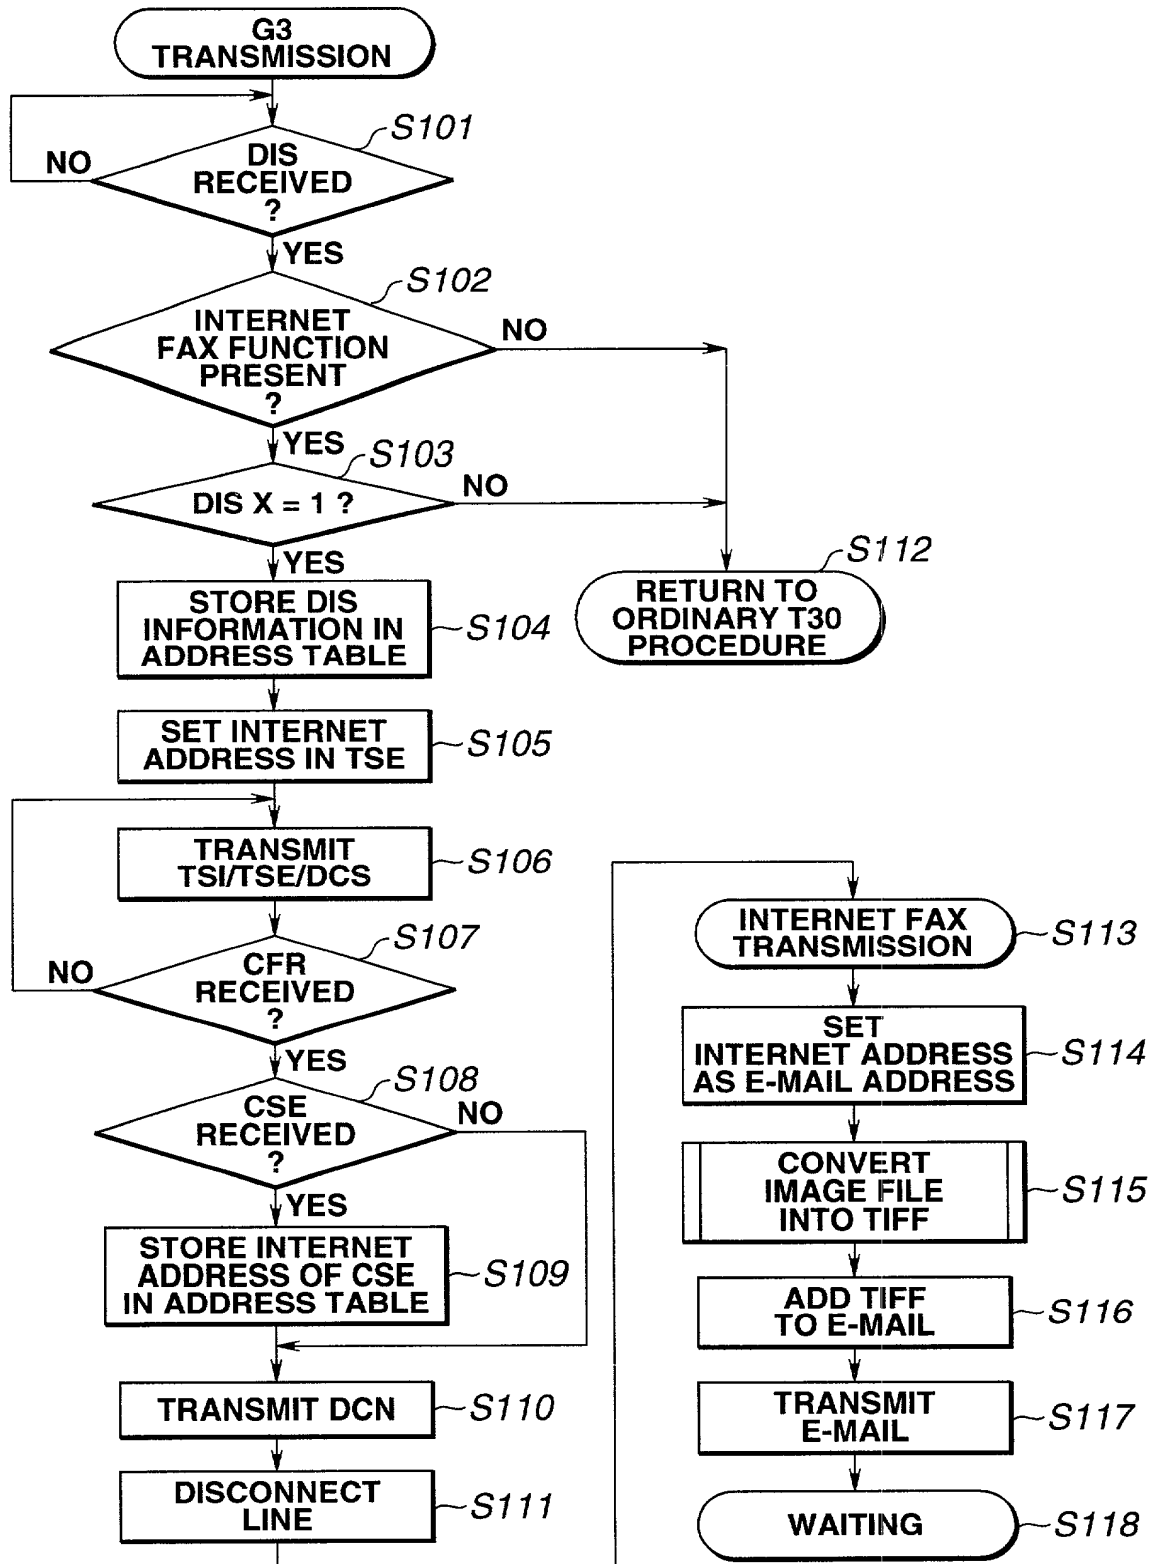 G3
TRANSMISSION
S101
DIS
RECEIVED
?
NO
YES
S102
INTERNET
FAX FUNCTION
PRESENT
?
NO
YES
S103
DIS X = 1 ?
NO
YES
S112
RETURN TO
ORDINARY T30
PROCEDURE
STORE DIS
INFORMATION IN
ADDRESS TABLE
S104
SET INTERNET
ADDRESS IN TSE
S105
TRANSMIT
TSI/TSE/DCS
S106
S107
CFR
RECEIVED
?
NO
YES
S108
CSE
RECEIVED
?
NO
YES
STORE INTERNET
ADDRESS OF CSE
IN ADDRESS TABLE
S109
TRANSMIT DCN
S110
DISCONNECT
LINE
S111
INTERNET FAX
TRANSMISSION
S113
SET
INTERNET ADDRESS
AS E-MAIL ADDRESS
S114
CONVERT
IMAGE FILE
INTO TIFF
S115
ADD TIFF
TO E-MAIL
S116
TRANSMIT
E-MAIL
S117
WAITING
S118